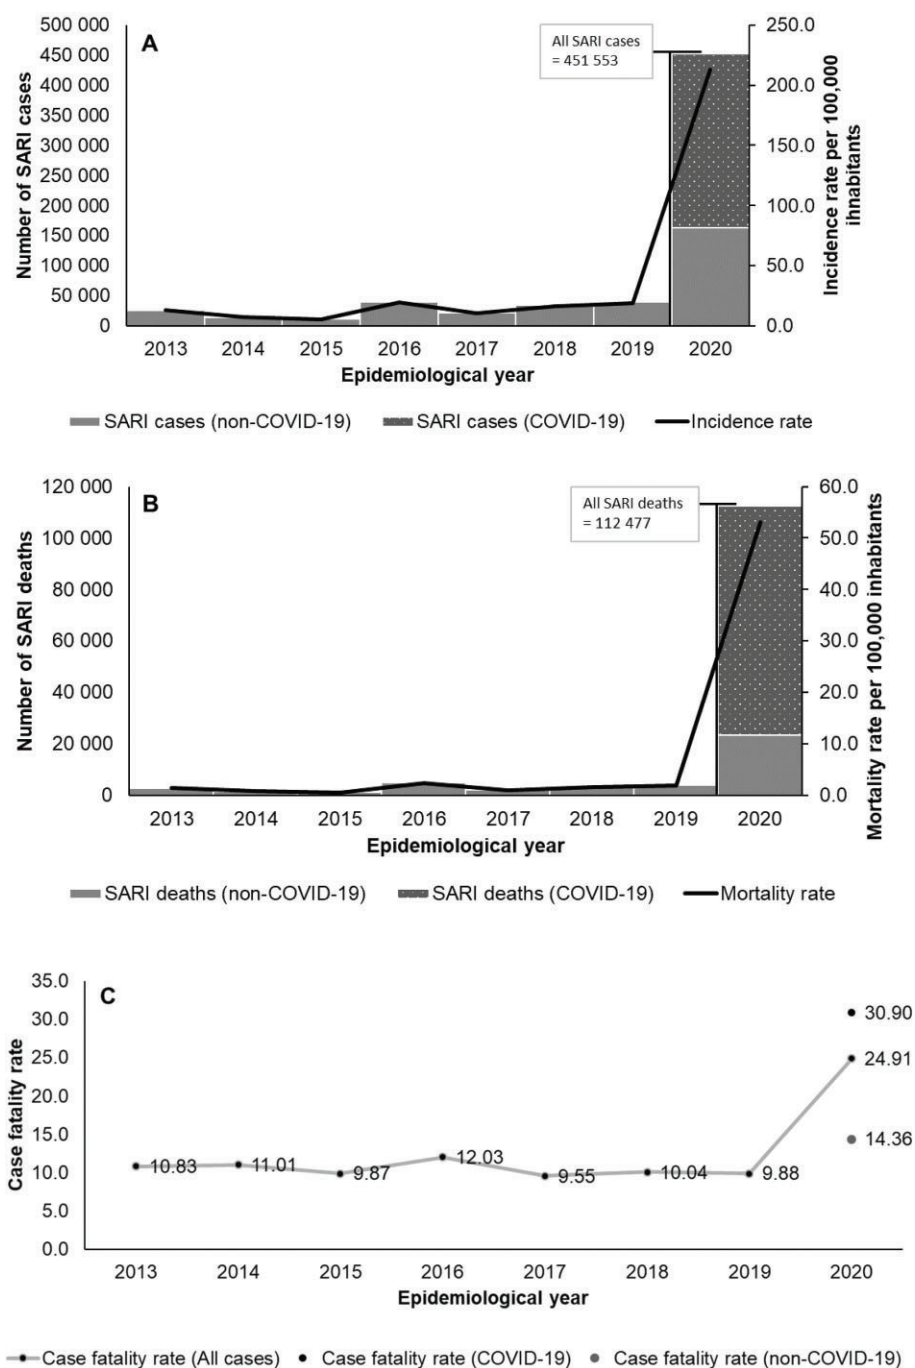 A
Number of SARI cases
500 000
450 000
400 000
350 000
300 000
250 000
200 000
150 000
100 000
50 000
0
All SARI cases
= 451 553
250.0
200.0
150.0
100.0
50.0
0.0
Incidence rate per 100,000
ihnabitants
2013 2014 2015 2016 2017 2018 2019 2020
Epidemiological year
SARI cases (non-COVID-19) SARI cases (COVID-19) Incidence rate
B
Number of SARI deaths
120 000
100 000
80 000
60 000
40 000
20 000
0
All SARI deaths
= 112 477
60.0
50.0
40.0
30.0
20.0
10.0
0.0
Mortality rate per 100,000 inhabitants
2013 2014 2015 2016 2017 2018 2019 2020
Epidemiological year
SARI deaths (non-COVID-19) SARI deaths (COVID-19) Mortality rate
C
Case fatality rate
35.0
30.0
25.0
20.0
15.0
10.0
5.0
0.0
10.83 11.01 9.87 12.03 9.55 10.04 9.88
30.90
24.91
14.36
2013 2014 2015 2016 2017 2018 2019 2020
Epidemiological year
Case fatality rate (All cases) Case fatality rate (COVID-19) Case fatality rate (non-COVID-19)